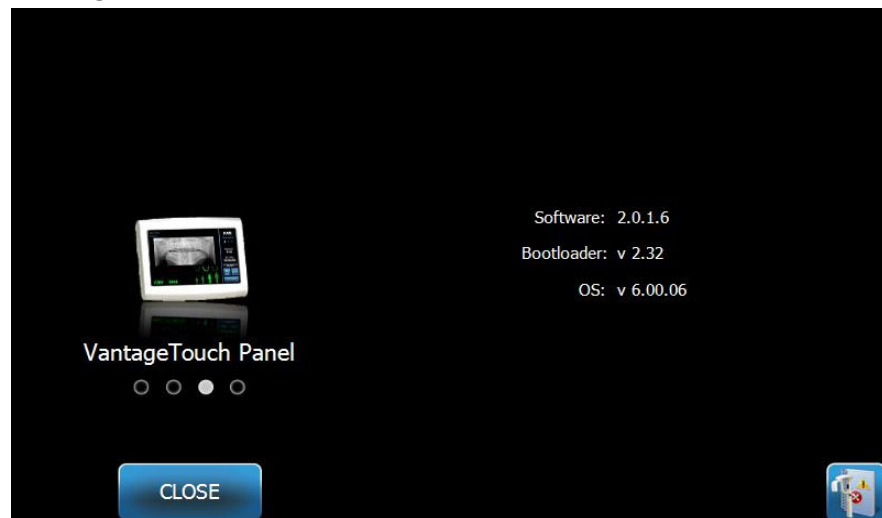 Software: 2.0.1.6
Bootloader: v 2.32
OS: v 6.00.06
VantageTouch Panel
CLOSE